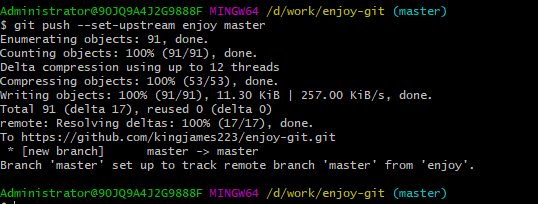 Administrator@9OJQ9A4J2G9888F MINGW64 /d/work/enjoy-git (master)
$ git push --set-upstream enjoy master
Enumerating objects: 91, done.
Counting objects: 100% (91/91), done.
Delta compression using up to 12 threads
Compressing objects: 100% (53/53), done.
Writing objects: 100% (91/91), 11.30 KiB | 257.00 KiB/s, done.
Total 91 (delta 17), reused 0 (delta 0)
remote: Resolving deltas: 100% (17/17), done.
To https://github.com/kingjames223/enjoy-git.git
 * [new branch]      master -> master
Branch 'master' set up to track remote branch 'master' from 'enjoy'.
Administrator@9OJQ9A4J2G9888F MINGW64 /d/work/enjoy-git (master)